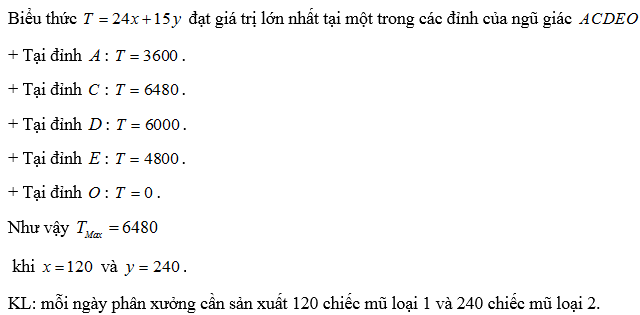 Biểu thức T = 24x + 15y đạt giá trị lớn nhất tại một trong các đỉnh của ngũ giác ACDEO
+ Tại đỉnh A : T = 3600 .
+ Tại đỉnh C : T = 6480 .
+ Tại đỉnh D : T = 6000 .
+ Tại đỉnh E : T = 4800 .
+ Tại đỉnh O : T = 0 .
Như vậy T_Max = 6480
khi x = 120 và y = 240 .
KL: mỗi ngày phân xưởng cần sản xuất 120 chiếc mũ loại 1 và 240 chiếc mũ loại 2.